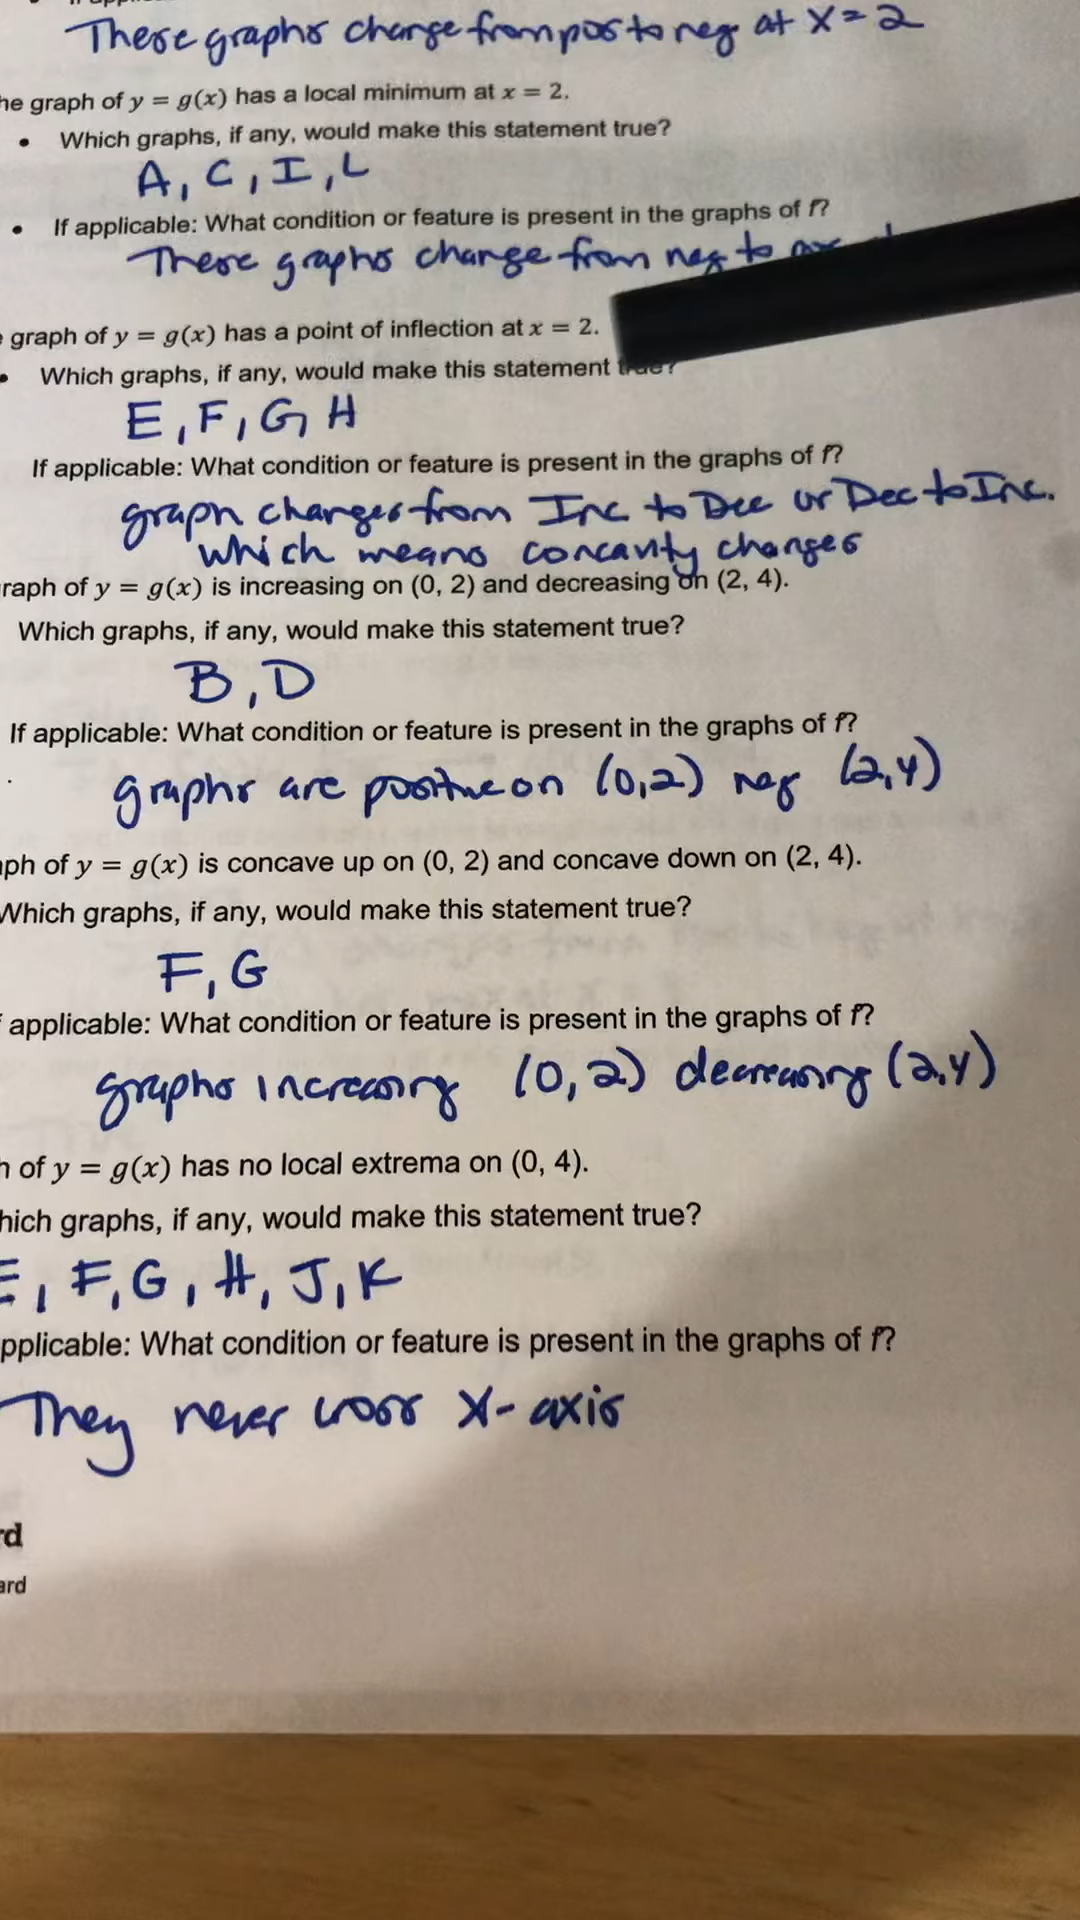 These graphs change from pos to neg at x = 2
he graph of y = g(x) has a local minimum at x = 2.
• Which graphs, if any, would make this statement true?
A, C, I, L
• If applicable: What condition or feature is present in the graphs of f?
These graphs change from neg to
graph of y = g(x) has a point of inflection at x = 2.
• Which graphs, if any, would make this statement true?
E, F, G, H
If applicable: What condition or feature is present in the graphs of f?
graph changes from Inc to Dec or Dec to Inc.
which means concavity changes
raph of y = g(x) is increasing on (0, 2) and decreasing on (2, 4).
Which graphs, if any, would make this statement true?
B, D
If applicable: What condition or feature is present in the graphs of f?
graphs are positive on (0,2) neg (2,4)
aph of y = g(x) is concave up on (0, 2) and concave down on (2, 4).
Which graphs, if any, would make this statement true?
F, G
f applicable: What condition or feature is present in the graphs of f?
graphs increasing (0,2) decreasing (2,4)
h of y = g(x) has no local extrema on (0, 4).
hich graphs, if any, would make this statement true?
E, F, G, H, J, K
pplicable: What condition or feature is present in the graphs of f?
They never cross x-axis
rd
ard